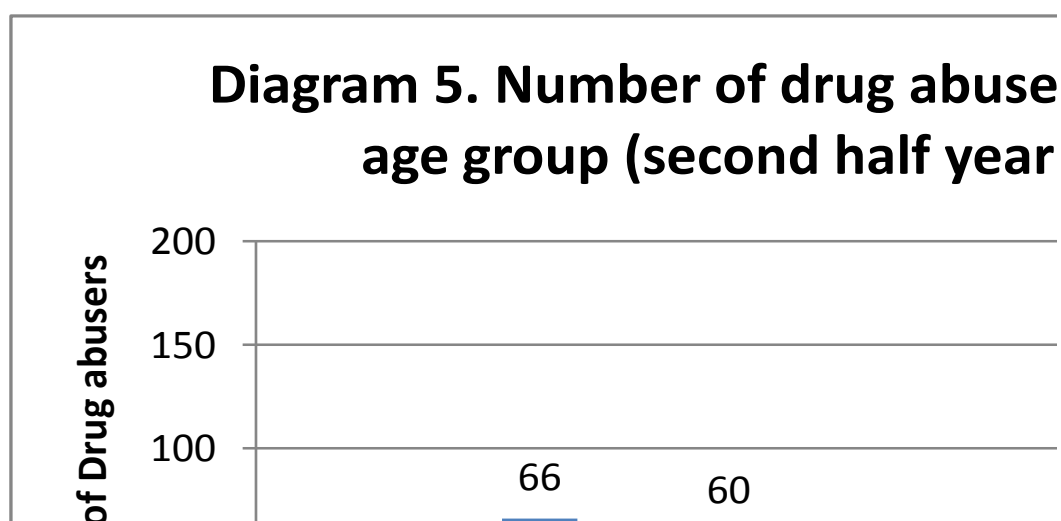 Diagram 5. Number of drug abuse
age group (second half year
200
150
100
of Drug abusers
66
60